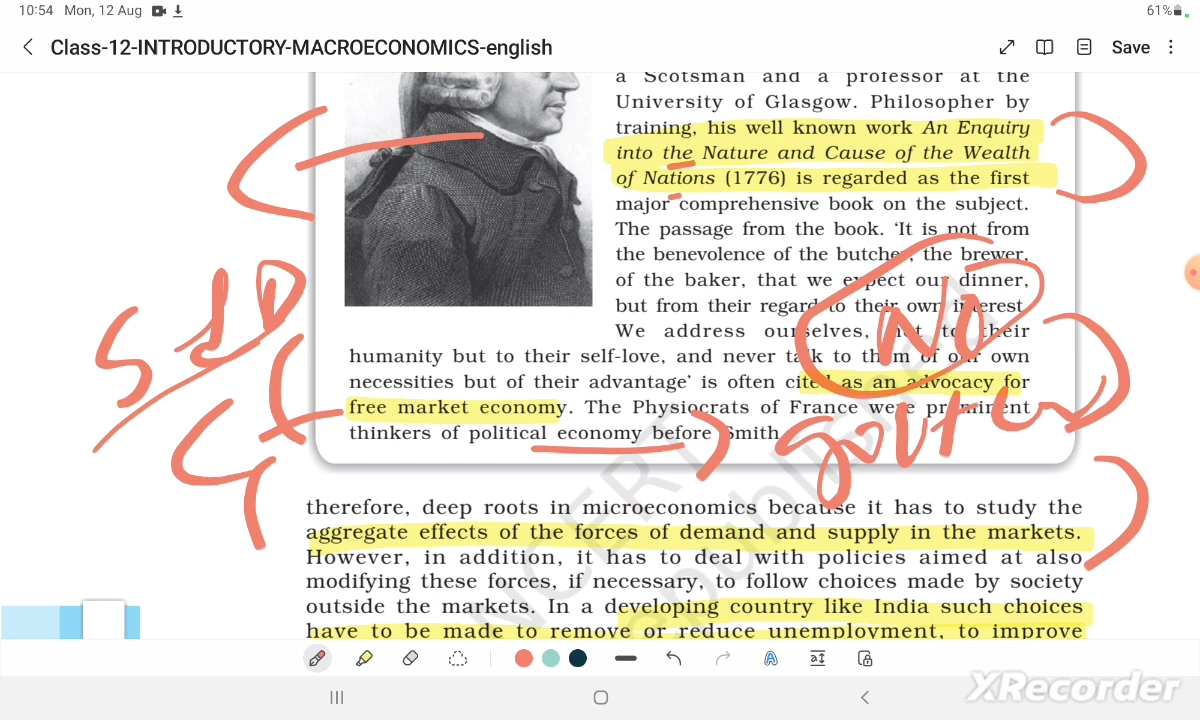 10:54 Mon, 12 Aug 61%
Class-12-INTRODUCTORY-MACROECONOMICS-english Save
a Scotsman and a professor at the
University of Glasgow. Philosopher by
training, his well known work An Enquiry
into the Nature and Cause of the Wealth
of Nations (1776) is regarded as the first
major comprehensive book on the subject.
The passage from the book. ‘It is not from
the benevolence of the butcher, the brewer,
of the baker, that we expect our dinner,
but from their regard to their own interest.
We address ourselves, not to their
humanity but to their self-love, and never talk to them of our own
necessities but of their advantage’ is often cited as an advocacy for
free market economy. The Physiocrats of France were prominent
thinkers of political economy before Smith.
NO
therefore, deep roots in microeconomics because it has to study the
aggregate effects of the forces of demand and supply in the markets.
However, in addition, it has to deal with policies aimed at also
modifying these forces, if necessary, to follow choices made by society
outside the markets. In a developing country like India such choices
have to be made to remove or reduce unemployment, to improve
NCERT
republished
XRecorder